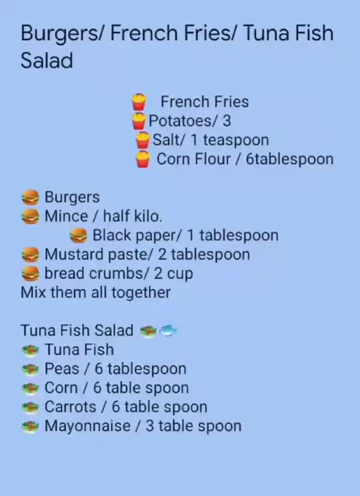 Burgers/ French Fries/ Tuna Fish
Salad
🍟 French Fries
🍟Potatoes/ 3
🍟Salt/ 1 teaspoon
🍟 Corn Flour / 6tablespoon
🍔 Burgers
🍔 Mince / half kilo.
🍔 Black paper/ 1 tablespoon
🍔 Mustard paste/ 2 tablespoon
🍔 bread crumbs/ 2 cup
Mix them all together
Tuna Fish Salad 🥗🐟
🥗 Tuna Fish
🥗 Peas / 6 tablespoon
🥗 Corn / 6 table spoon
🥗 Carrots / 6 table spoon
🥗 Mayonnaise / 3 table spoon